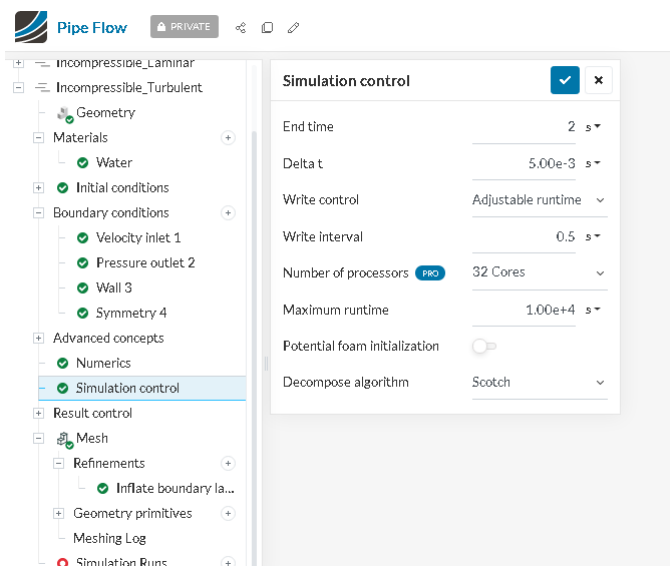 Pipe Flow PRIVATE
Incompressible_Laminar
Incompressible_Turbulent
Geometry
Materials
Water
Initial conditions
Boundary conditions
Velocity inlet 1
Pressure outlet 2
Wall 3
Symmetry 4
Advanced concepts
Numerics
Simulation control
Result control
Mesh
Refinements
Inflate boundary la...
Geometry primitives
Meshing Log
Simulation Runs
Simulation control
End time 2 s
Delta t 5.00e-3 s
Write control Adjustable runtime
Write interval 0.5 s
Number of processors PRO 32 Cores
Maximum runtime 1.00e+4 s
Potential foam initialization
Decompose algorithm Scotch